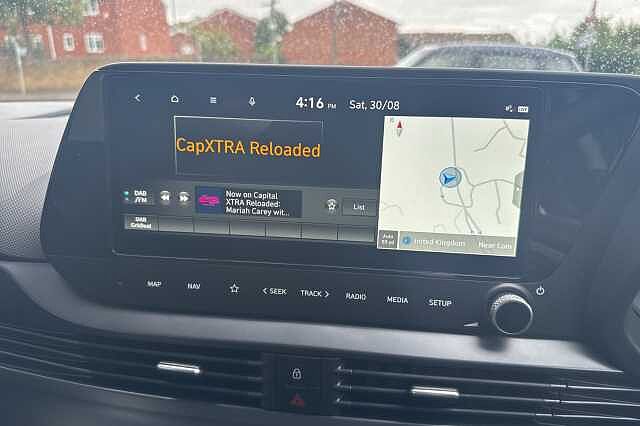 4:16 PM Sat, 30/08
CapXTRA Reloaded
DAB
/FM
Now on Capital
XTRA Reloaded:
Mariah Carey wit...
List
DAB
United Kingdom Near Lom
Auto
MAP NAV SEEK TRACK RADIO MEDIA SETUP